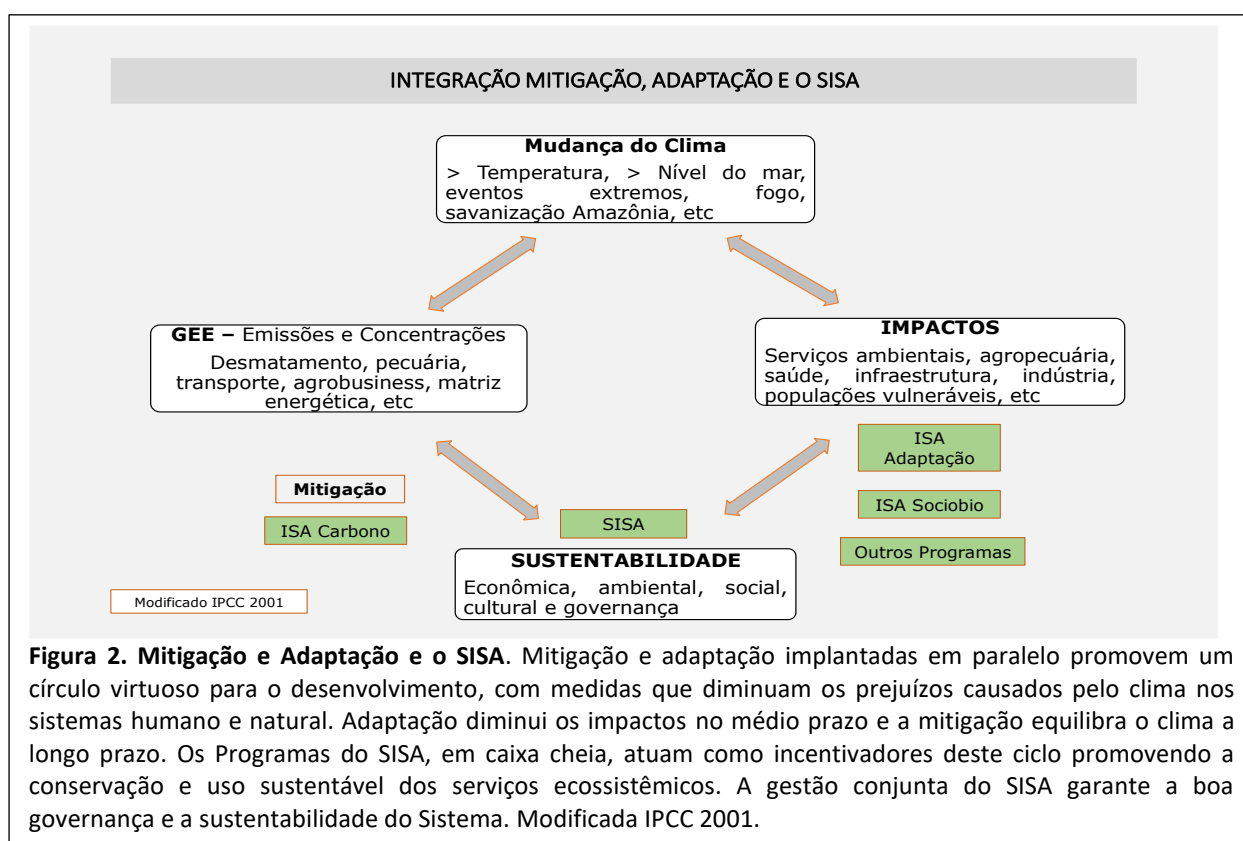 INTEGRAÇÃO MITIGAÇÃO, ADAPTAÇÃO E O SISA
Mudança do Clima
> Temperatura, > Nível do mar,
eventos extremos, fogo,
savanização Amazônia, etc
GEE – Emissões e Concentrações
Desmatamento, pecuária,
transporte, agrobusiness, matriz
energética, etc
IMPACTOS
Serviços ambientais, agropecuária,
saúde, infraestrutura, indústria,
populações vulneráveis, etc
ISA
Adaptação
Mitigação
ISA Carbono
SISA
ISA Sociobio
Outros Programas
SUSTENTABILIDADE
Econômica, ambiental, social,
cultural e governança
Modificado IPCC 2001
Figura 2. Mitigação e Adaptação e o SISA. Mitigação e adaptação implantadas em paralelo promovem um
círculo virtuoso para o desenvolvimento, com medidas que diminuam os prejuízos causados pelo clima nos
sistemas humano e natural. Adaptação diminui os impactos no médio prazo e a mitigação equilibra o clima a
longo prazo. Os Programas do SISA, em caixa cheia, atuam como incentivadores deste ciclo promovendo a
conservação e uso sustentável dos serviços ecossistêmicos. A gestão conjunta do SISA garante a boa
governança e a sustentabilidade do Sistema. Modificada IPCC 2001.